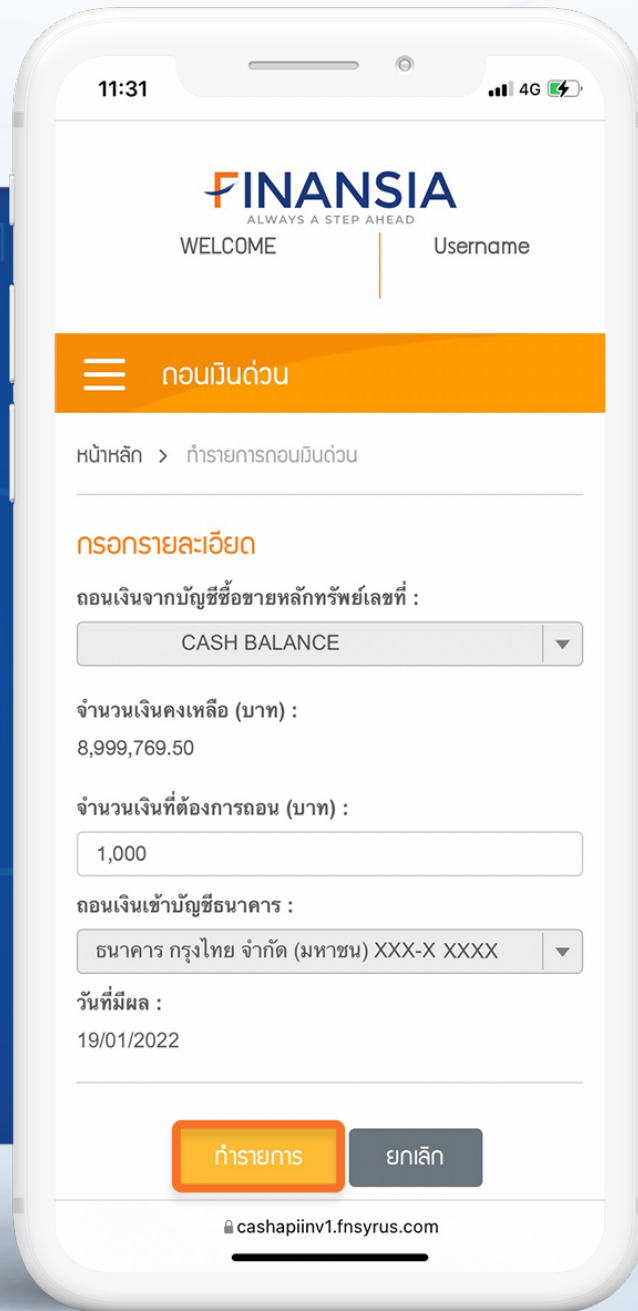 11:31
4G
FINANSIA
ALWAYS A STEP AHEAD
WELCOME
Username
ถอนเงินด่วน
หน้าหลัก > ทำรายการถอนเงินด่วน
กรอกรายละเอียด
ถอนเงินจากบัญชีซื้อขายหลักทรัพย์เลขที่ :
CASH BALANCE
จำนวนเงินคงเหลือ (บาท) :
8,999,769.50
จำนวนเงินที่ต้องการถอน (บาท) :
1,000
ถอนเงินเข้าบัญชีธนาคาร :
ธนาคาร กรุงไทย จำกัด (มหาชน) XXX-X XXXX
วันที่มีผล :
19/01/2022
ทำรายการ
ยกเลิก
cashapiinv1.fnsyrus.com